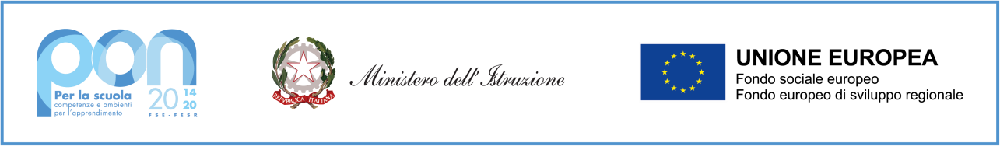 pon
Per la scuola
competenze e ambienti
per l'apprendimento
20 14
20
FSE-FESR
REPVBBLICA ITALIANA
Ministero dell'Istruzione
UNIONE EUROPEA
Fondo sociale europeo
Fondo europeo di sviluppo regionale